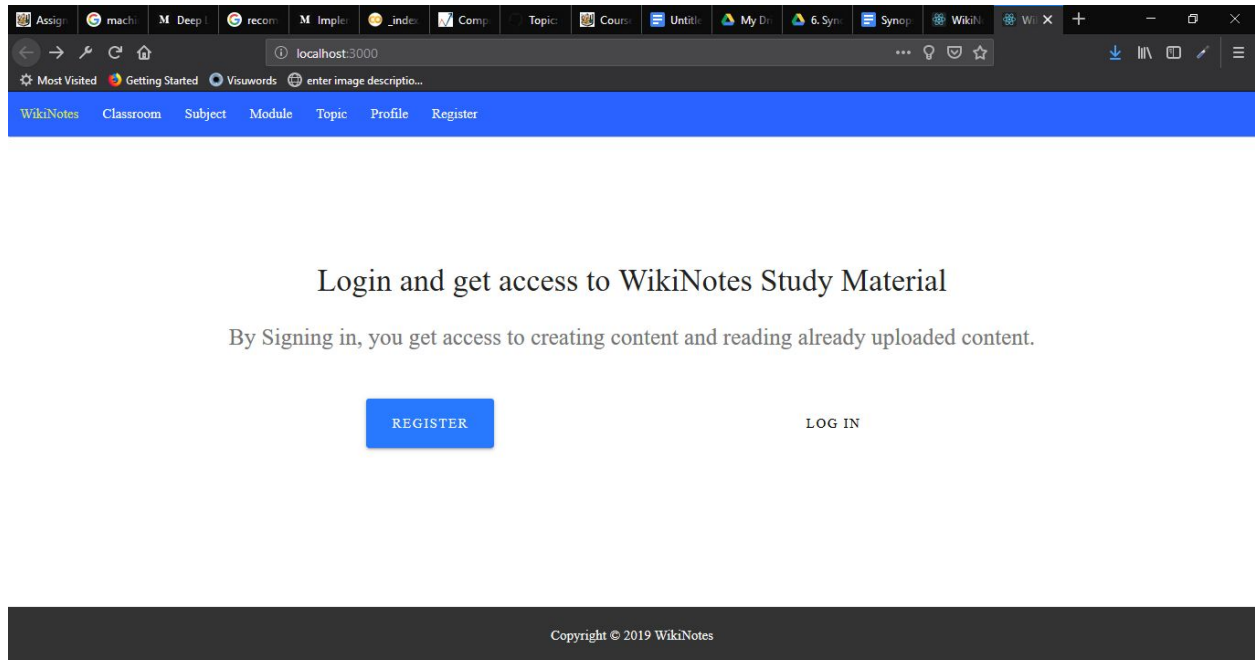 Assign machi Deep L recom Impler _index Comp Topic: Course Untitle My Dri 6. Syno Synop WikiN Wi
localhost:3000
Most Visited Getting Started Visuwords enter image descriptio...
WikiNotes Classroom Subject Module Topic Profile Register
Login and get access to WikiNotes Study Material
By Signing in, you get access to creating content and reading already uploaded content.
REGISTER LOG IN
Copyright © 2019 WikiNotes